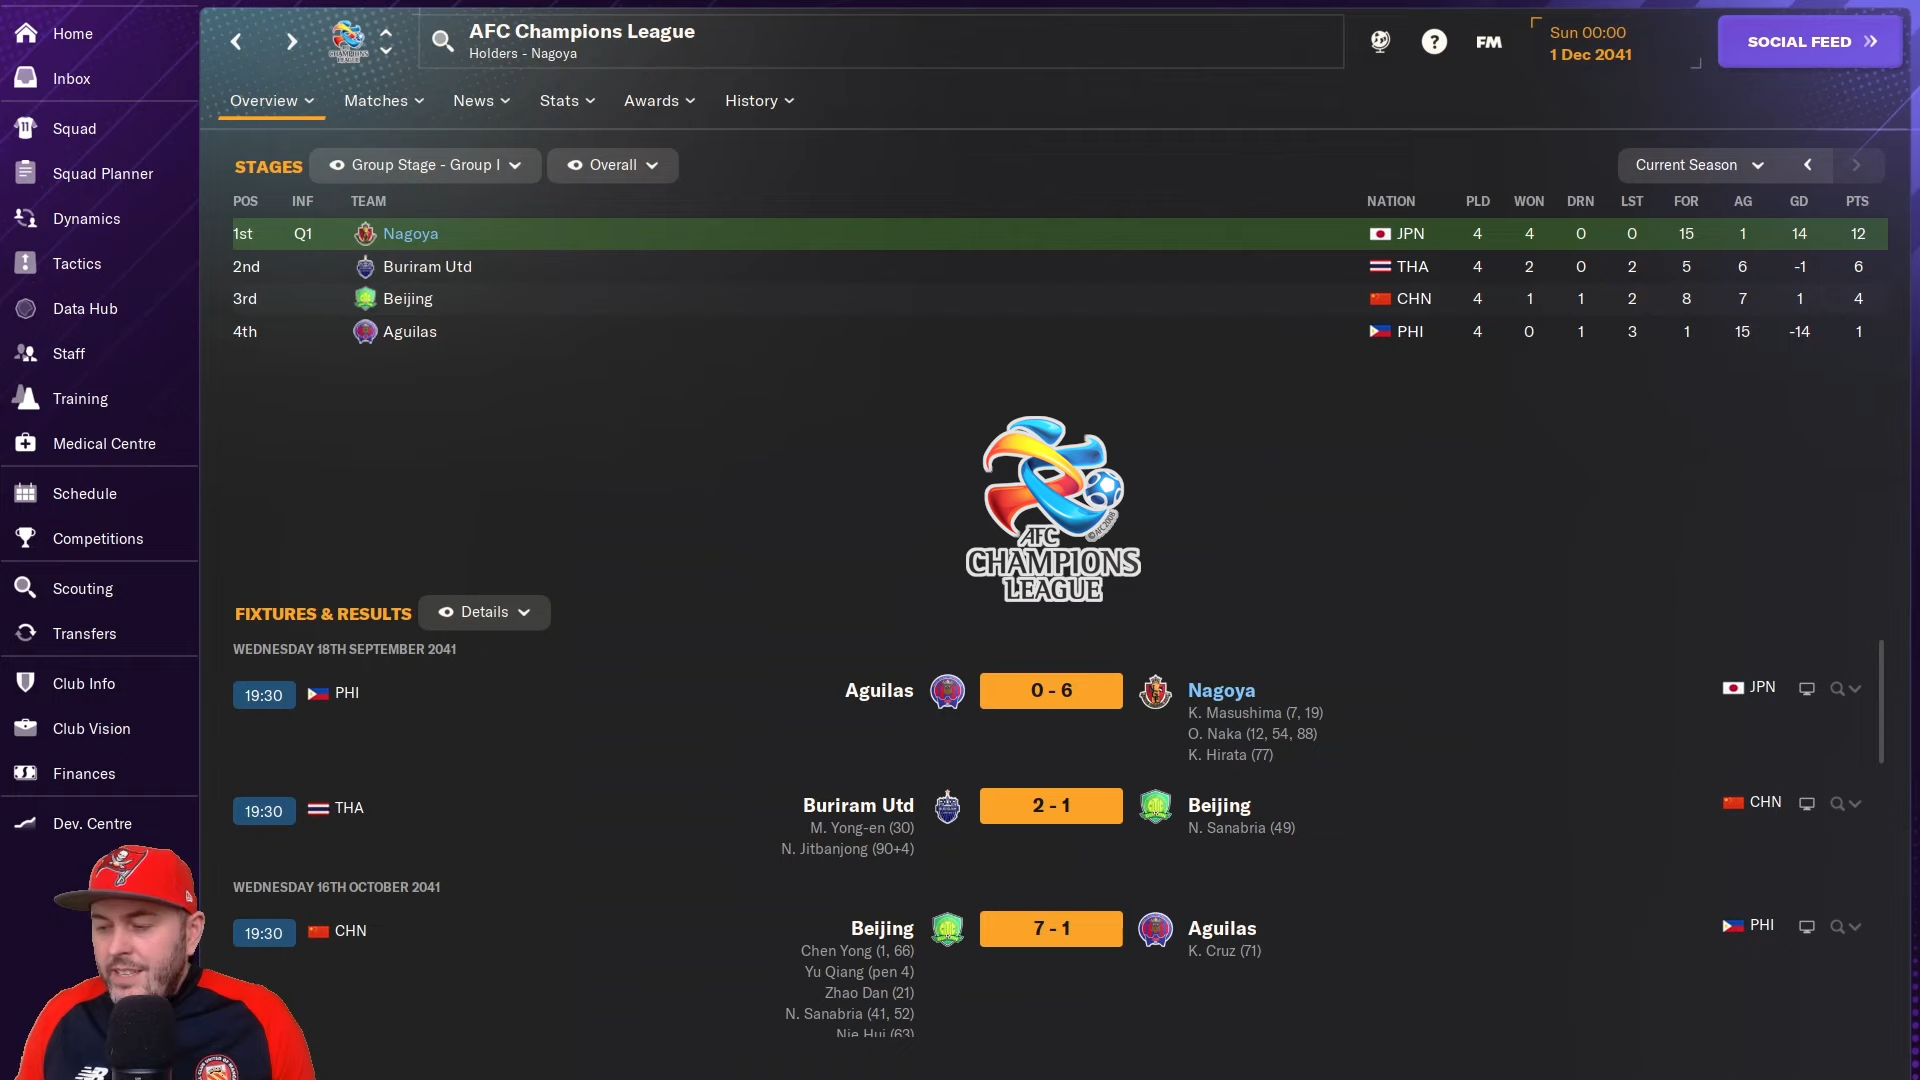 Home
Inbox
Squad
Squad Planner
Dynamics
Tactics
Data Hub
Staff
Training
Medical Centre
Schedule
Competitions
Scouting
Transfers
Club Info
Club Vision
Finances
Dev. Centre
AFC Champions League
Holders - Nagoya
FM
Sun 00:00
1 Dec 2041
SOCIAL FEED
Overview Matches News Stats Awards History
STAGES Group Stage - Group I Overall Current Season
POS INF TEAM NATION PLD WON DRN LST FOR AG GD PTS
1st Q1 Nagoya JPN 4 4 0 0 15 1 14 12
2nd Buriram Utd THA 4 2 0 2 5 6 -1 6
3rd Beijing CHN 4 1 1 2 8 7 1 4
4th Aguilas PHI 4 0 1 3 1 15 -14 1
©AFC2008
AFC
CHAMPIONS
LEAGUE
FIXTURES & RESULTS Details
WEDNESDAY 18TH SEPTEMBER 2041
19:30 PHI Aguilas 0 - 6 Nagoya JPN
K. Masushima (7, 19)
O. Naka (12, 54, 88)
K. Hirata (77)
19:30 THA Buriram Utd 2 - 1 Beijing CHN
M. Yong-en (30) N. Sanabria (49)
N. Jitbanjong (90+4)
WEDNESDAY 16TH OCTOBER 2041
19:30 CHN Beijing 7 - 1 Aguilas PHI
Chen Yong (1, 66) K. Cruz (71)
Yu Qiang (pen 4)
Zhao Dan (21)
N. Sanabria (41, 52)
Nie Hui (63)